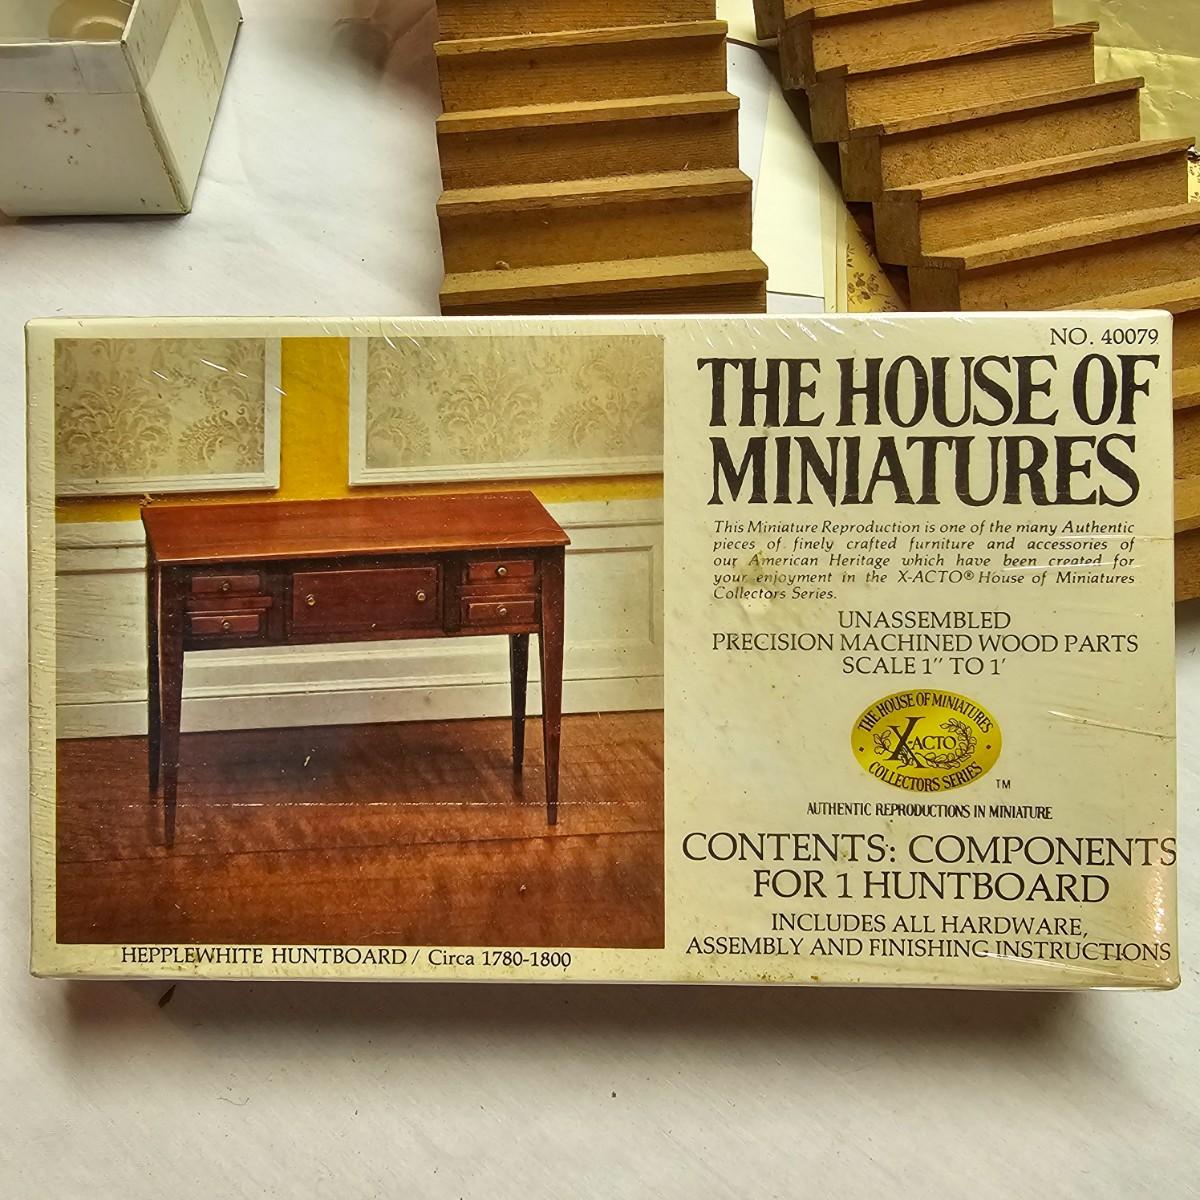 NO. 40079
THE HOUSE OF
MINIATURES
This Miniature Reproduction is one of the many Authentic
pieces of finely crafted furniture and accessories of
our American Heritage which have been created for
your enjoyment in the X-ACTO® House of Miniatures
Collectors Series.
UNASSEMBLED
PRECISION MACHINED WOOD PARTS
SCALE 1" TO 1'
THE HOUSE OF MINIATURES
X-ACTO
COLLECTORS SERIES
TM
AUTHENTIC REPRODUCTIONS IN MINIATURE
CONTENTS: COMPONENTS
FOR 1 HUNTBOARD
INCLUDES ALL HARDWARE,
ASSEMBLY AND FINISHING INSTRUCTIONS
HEPPLEWHITE HUNTBOARD / Circa 1780-1800